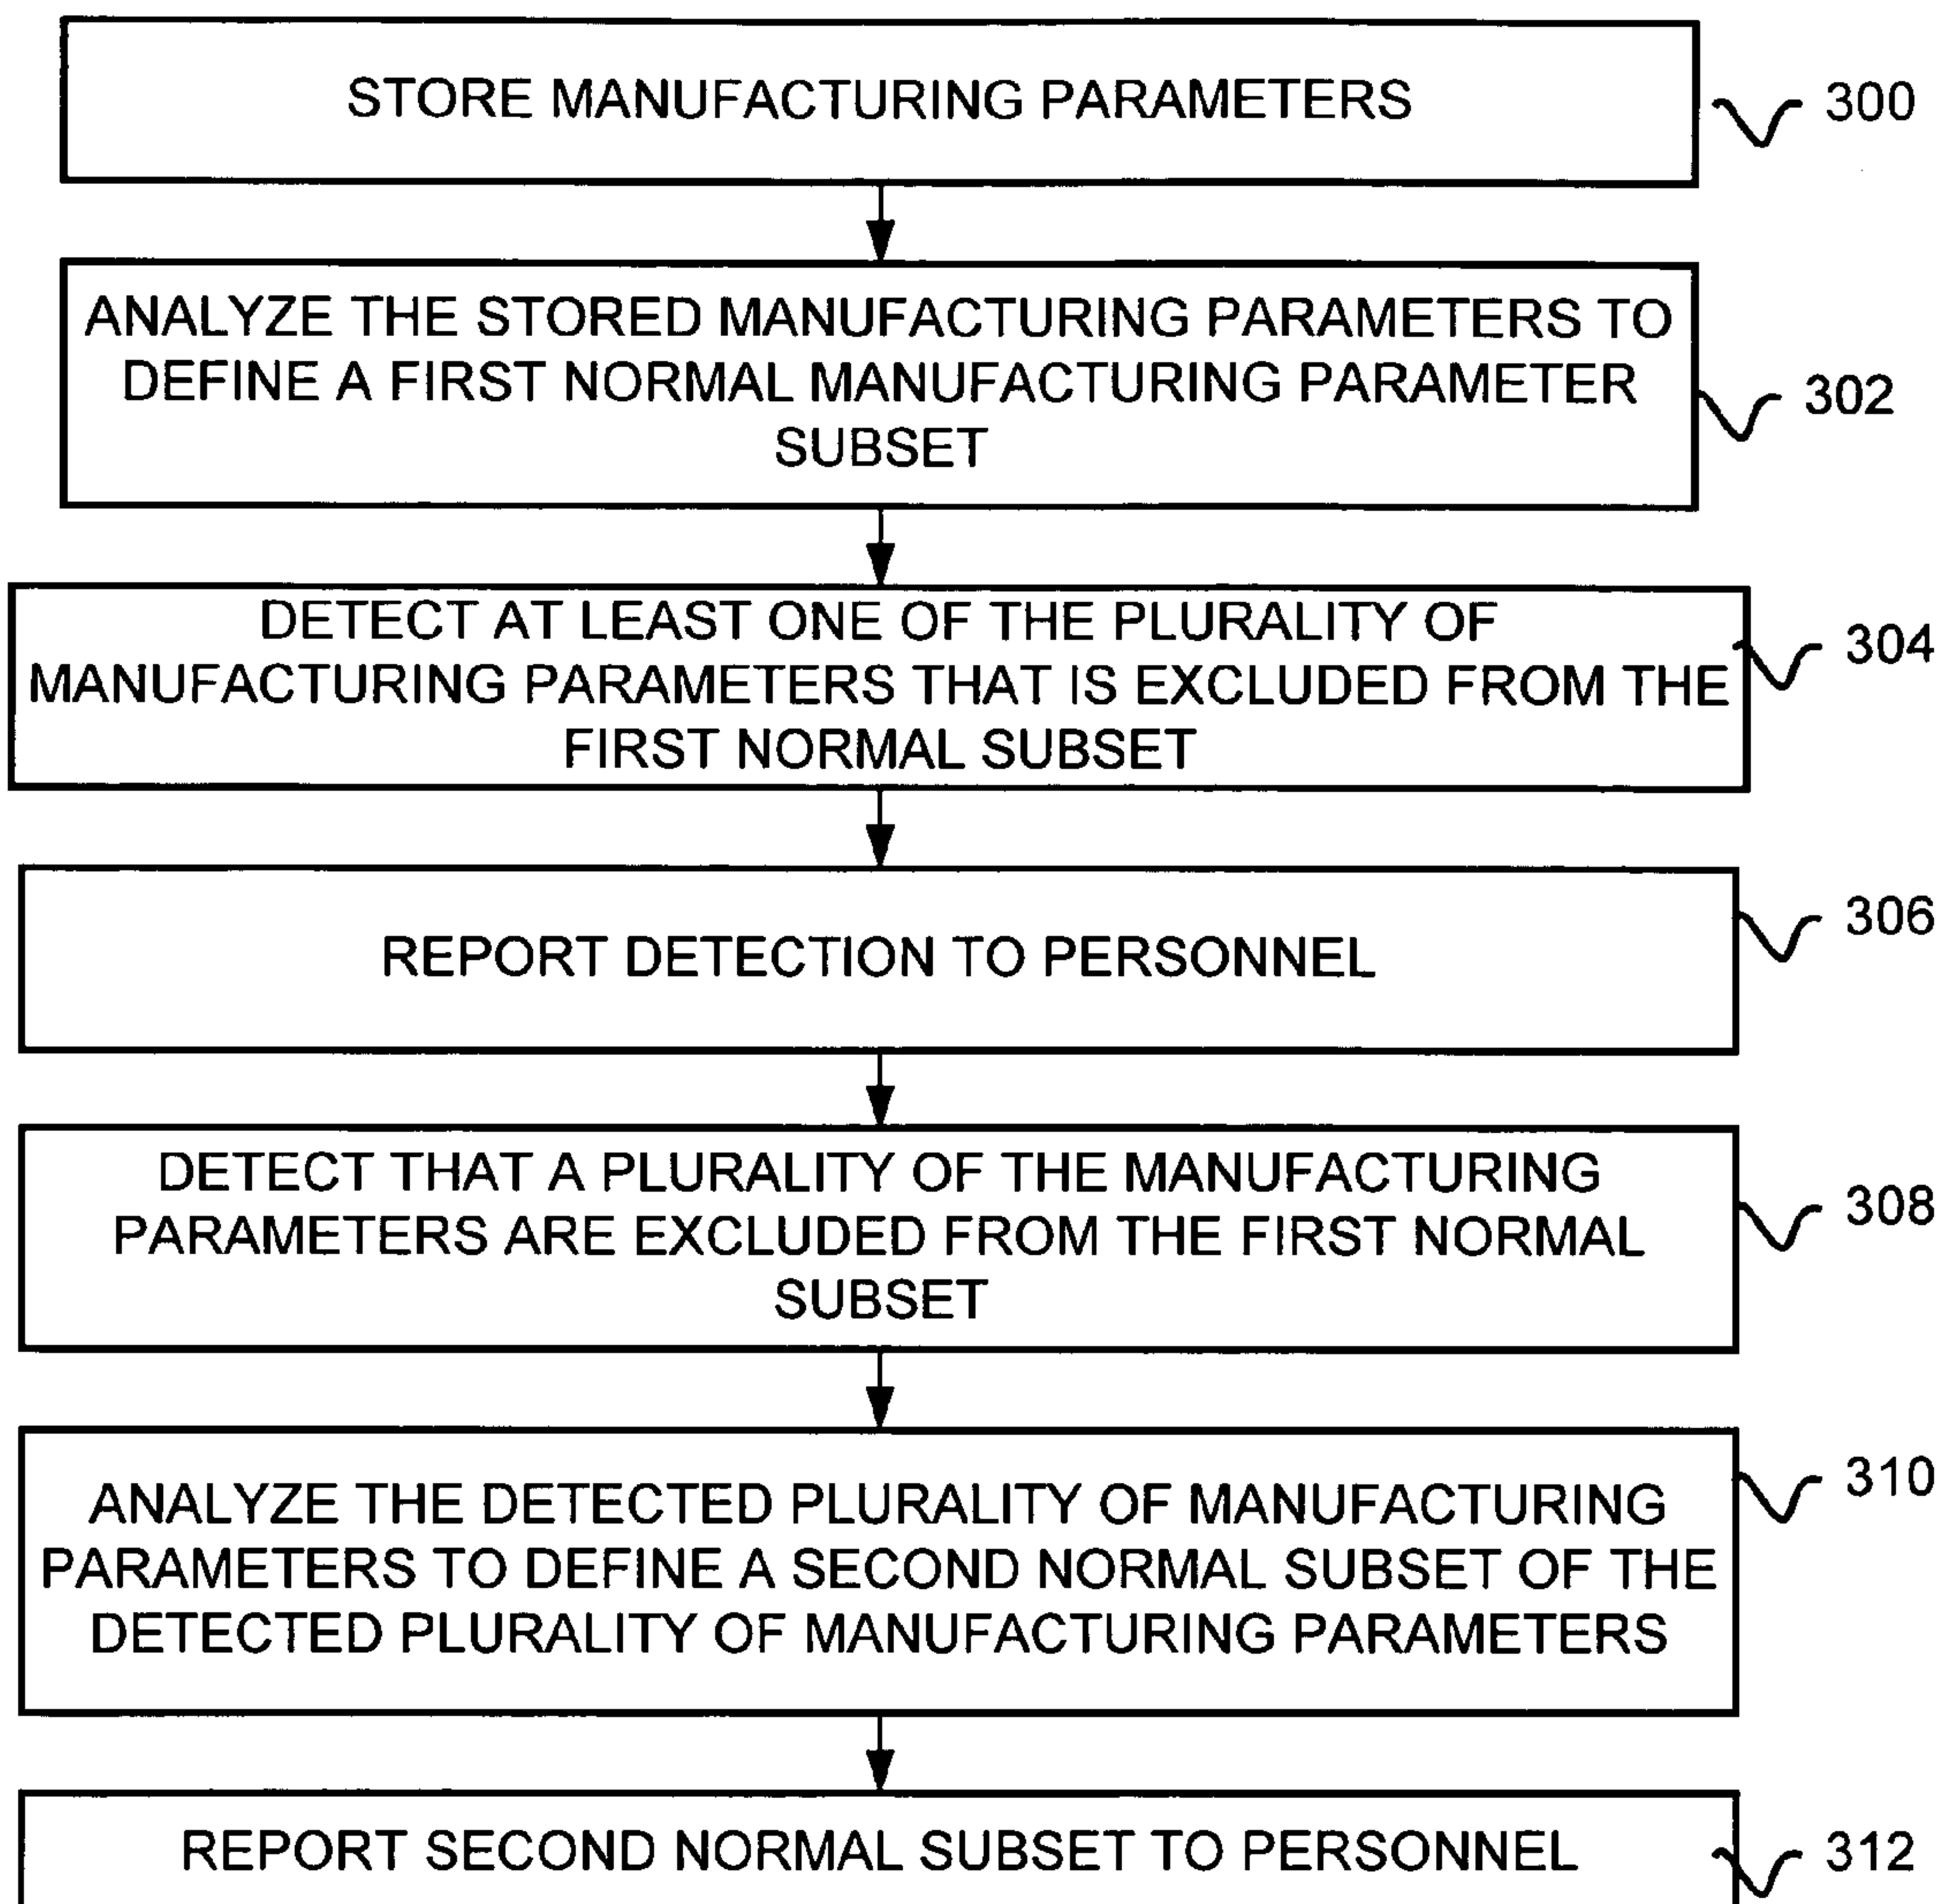 STORE MANUFACTURING PARAMETERS
300
ANALYZE THE STORED MANUFACTURING PARAMETERS TO
DEFINE A FIRST NORMAL MANUFACTURING PARAMETER
SUBSET
302
DETECT AT LEAST ONE OF THE PLURALITY OF
MANUFACTURING PARAMETERS THAT IS EXCLUDED FROM THE
FIRST NORMAL SUBSET
304
REPORT DETECTION TO PERSONNEL
306
DETECT THAT A PLURALITY OF THE MANUFACTURING
PARAMETERS ARE EXCLUDED FROM THE FIRST NORMAL
SUBSET
308
ANALYZE THE DETECTED PLURALITY OF MANUFACTURING
PARAMETERS TO DEFINE A SECOND NORMAL SUBSET OF THE
DETECTED PLURALITY OF MANUFACTURING PARAMETERS
310
REPORT SECOND NORMAL SUBSET TO PERSONNEL
312